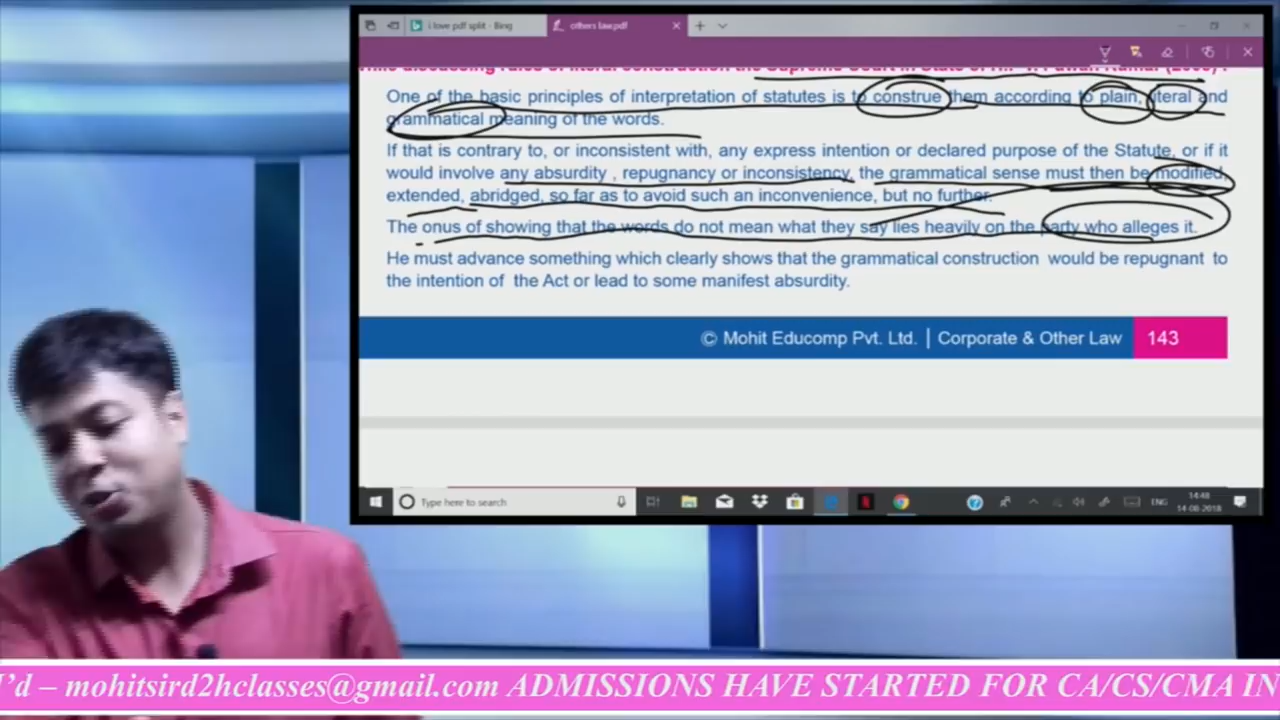 i love pdf split - Bing
others law.pdf
One of the basic principles of interpretation of statutes is to construe them according to plain, literal and
grammatical meaning of the words.
If that is contrary to, or inconsistent with, any express intention or declared purpose of the Statute, or if it
would involve any absurdity , repugnancy or inconsistency, the grammatical sense must then be modified,
extended, abridged, so far as to avoid such an inconvenience, but no further.
The onus of showing that the words do not mean what they say lies heavily on the party who alleges it.
He must advance something which clearly shows that the grammatical construction would be repugnant to
the intention of the Act or lead to some manifest absurdity.
© Mohit Educomp Pvt. Ltd. | Corporate & Other Law 143
Type here to search
ENG
14:48
14-08-2018
I'd – mohitsird2hclasses@gmail.com ADMISSIONS HAVE STARTED FOR CA/CS/CMA IN